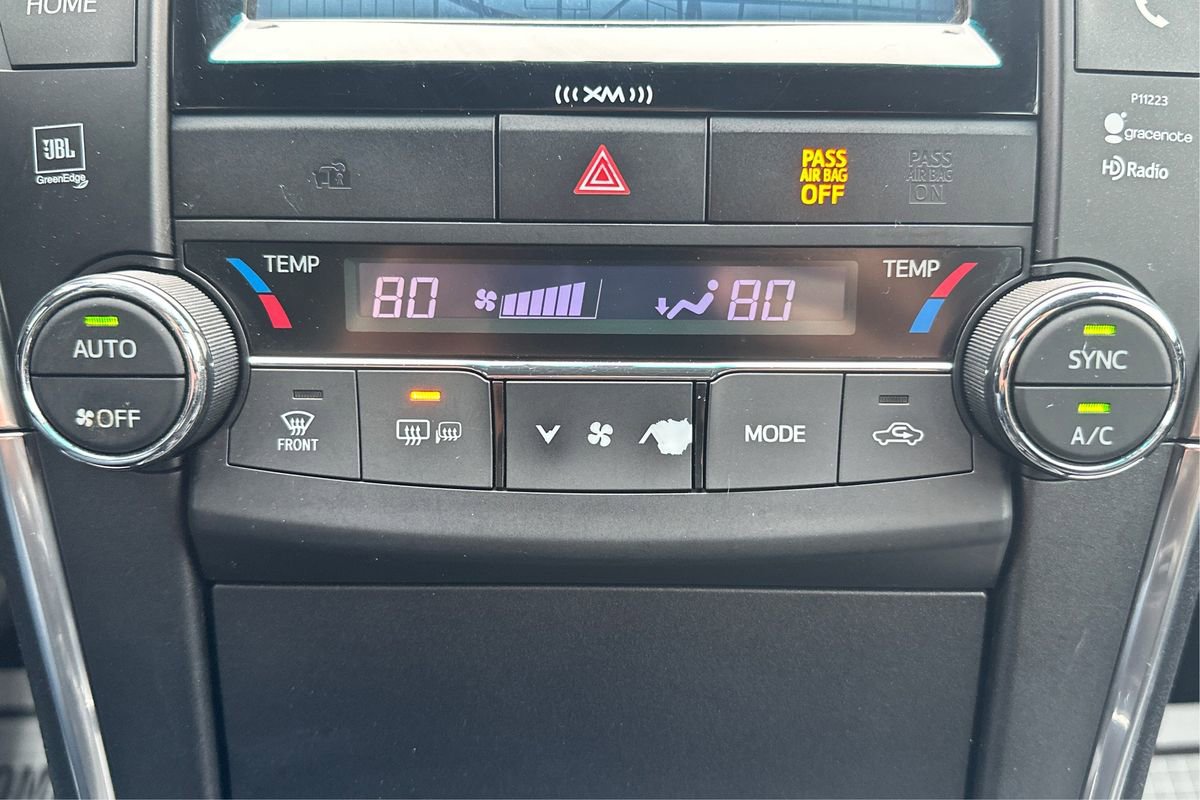 HOME
XM
P11223
gracenote
HD Radio
JBL
GreenEdge
PASS
AIR BAG
OFF
PASS
AIR BAG
ON
TEMP
80
80
TEMP
AUTO
OFF
SYNC
A/C
FRONT
MODE